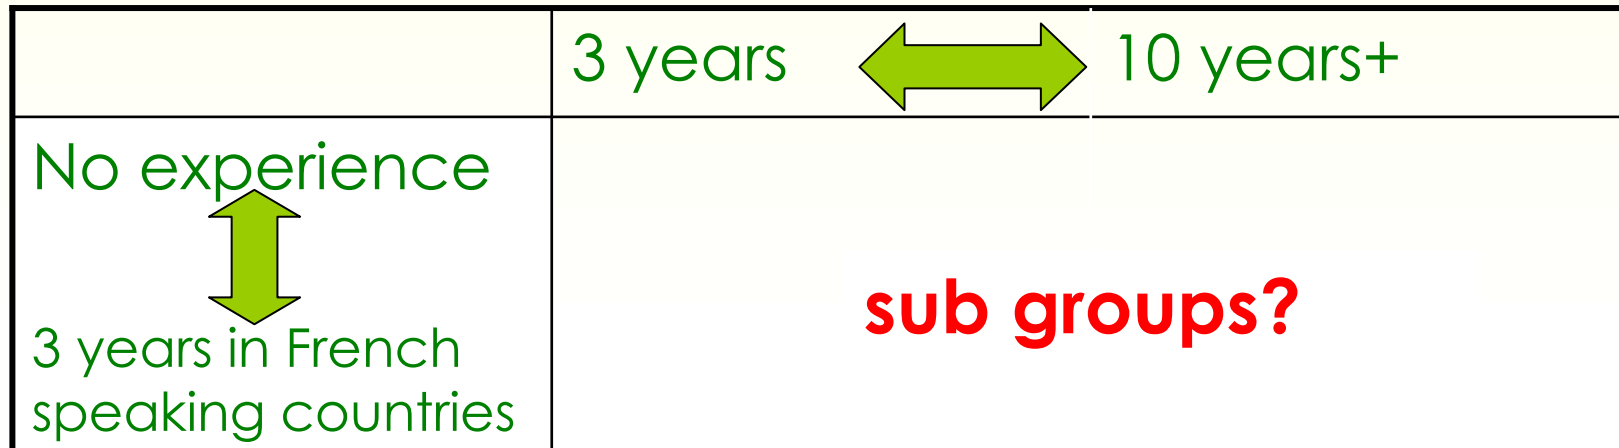 3 years 10 years+
No experience
3 years in French
speaking countries
sub groups?